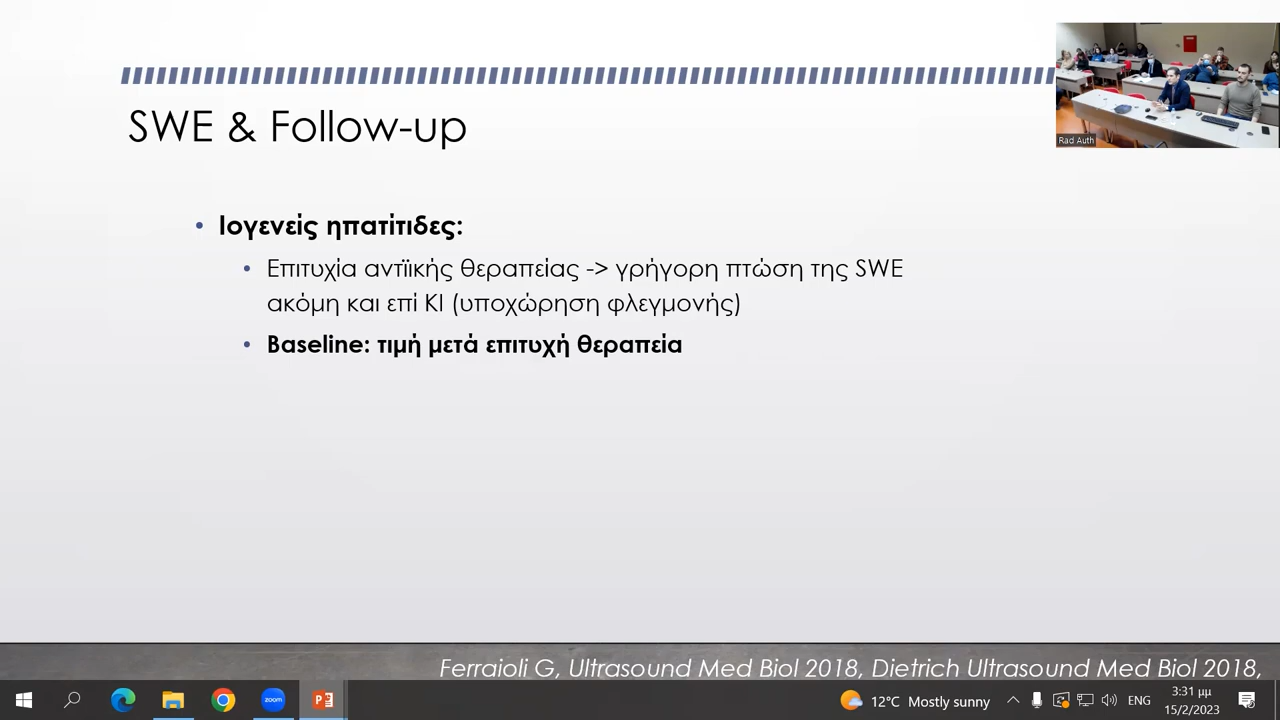 SWE & Follow-up
Rad Auth
• Ιογενείς ηπατίτιδες:
• Επιτυχία αντϊικής θεραπείας -> γρήγορη πτώση της SWE
ακόμη και επί ΚΙ (υποχώρηση φλεγμονής)
• Baseline: τιμή μετά επιτυχή θεραπεία
Ferraioli G, Ultrasound Med Biol 2018, Dietrich Ultrasound Med Biol 2018,
zoom
12°C Mostly sunny
ENG
3:31 μμ
15/2/2023